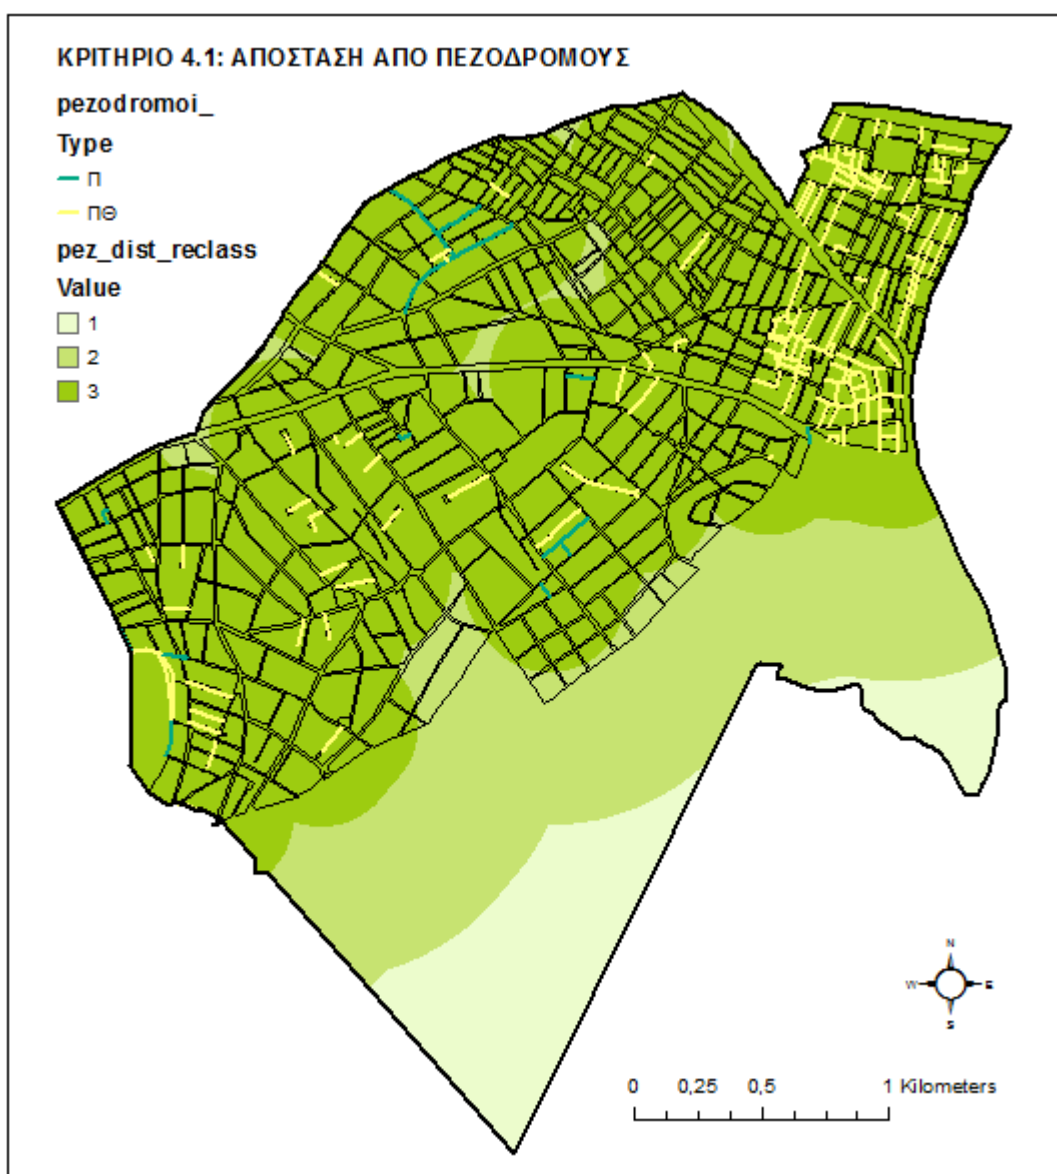 ΚΡΙΤΗΡΙΟ 4.1: ΑΠΟΣΤΑΣΗ ΑΠΟ ΠΕΖΟΔΡΟΜΟΥΣ
pezodromoi_
Type
Π
ΠΘ
pez_dist_reclass
Value
1
2
3
N
W E
S
0 0,25 0,5 1 Kilometers